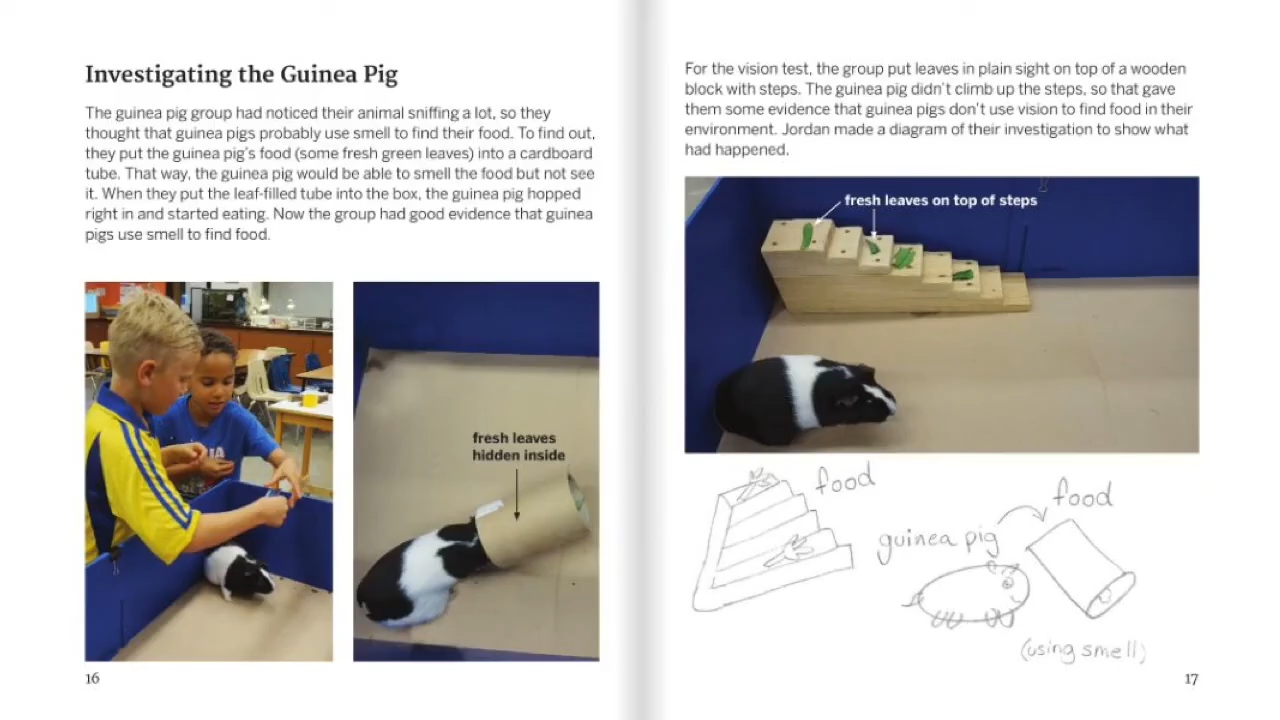 Investigating the Guinea Pig
The guinea pig group had noticed their animal sniffing a lot, so they
thought that guinea pigs probably use smell to find their food. To find out,
they put the guinea pig's food (some fresh green leaves) into a cardboard
tube. That way, the guinea pig would be able to smell the food but not see
it. When they put the leaf-filled tube into the box, the guinea pig hopped
right in and started eating. Now the group had good evidence that guinea
pigs use smell to find food.
fresh leaves
hidden inside
16
For the vision test, the group put leaves in plain sight on top of a wooden
block with steps. The guinea pig didn't climb up the steps, so that gave
them some evidence that guinea pigs don't use vision to find food in their
environment. Jordan made a diagram of their investigation to show what
had happened.
fresh leaves on top of steps
food
food
guinea pig
(using smell)
17